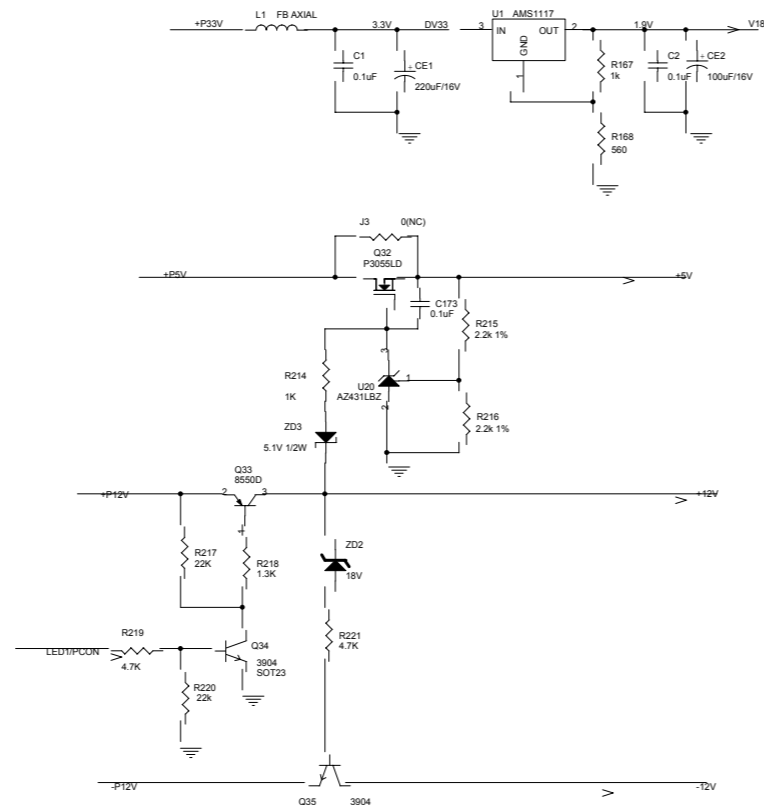 L1 FB AXIAL
+P33V
3.3V
DV33
C1
0.1uF
CE1
220uF/16V
U1 AMS1117
3
IN
OUT
GND
2
1
1.9V
V18
R167
1k
R168
560
C2
0.1uF
CE2
100uF/16V
J3 0(NC)
Q32
P3055LD
+P5V
+5V
C173
0.1uF
R215
2.2k 1%
R214
1K
3
U20
AZ431LBZ
1
2
R216
2.2k 1%
ZD3
5.1V 1/2W
Q33
8550D
+P12V
2
3
1
+12V
R217
22K
R218
1.3K
ZD2
18V
R219
4.7K
LED1/PCON
Q34
3904
SOT23
R221
4.7K
R220
22k
-P12V
-12V
Q35 3904